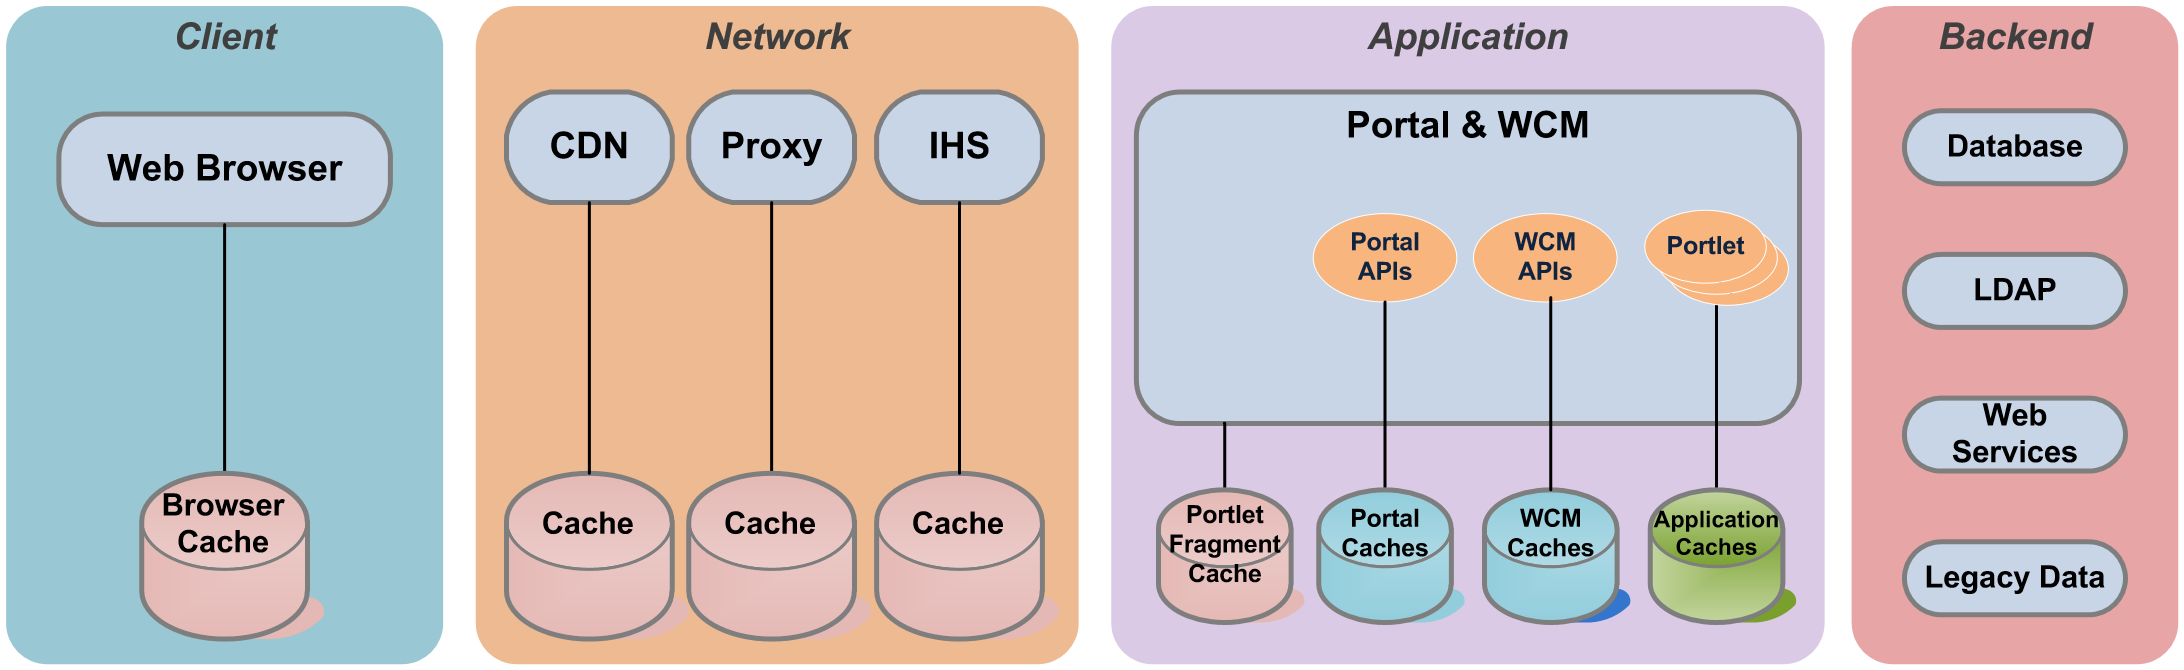 Client
Web Browser
Browser
Cache
Network
CDN
Proxy
IHS
Cache
Cache
Cache
Application
Portal & WCM
Portal
APIs
WCM
APIs
Portlet
Portlet
Fragment
Cache
Portal
Caches
WCM
Caches
Application
Caches
Backend
Database
LDAP
Web
Services
Legacy Data